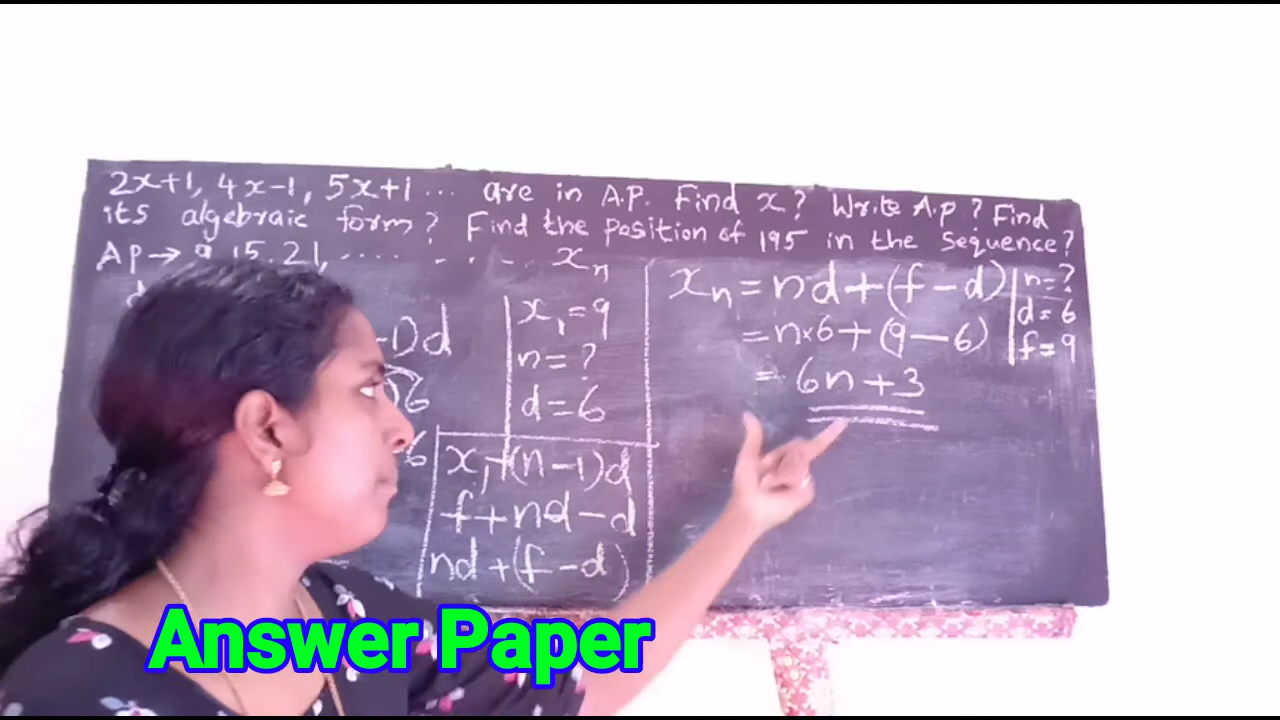 2x+1, 4x-1, 5x+1 ... are in A.P. Find x? Write A.p? Find
its algebraic form? Find the position of 195 in the sequence?
AP → 9, 15, 21, ............ xₙ
-1)d
x₁ = 9
n = ?
d = 6
x₁+(n-1)d
f+nd-d
nd+(f-d)
xₙ = nd+(f-d)
= n×6+(9-6)
= 6n+3
n=?
d=6
f=9
Answer Paper